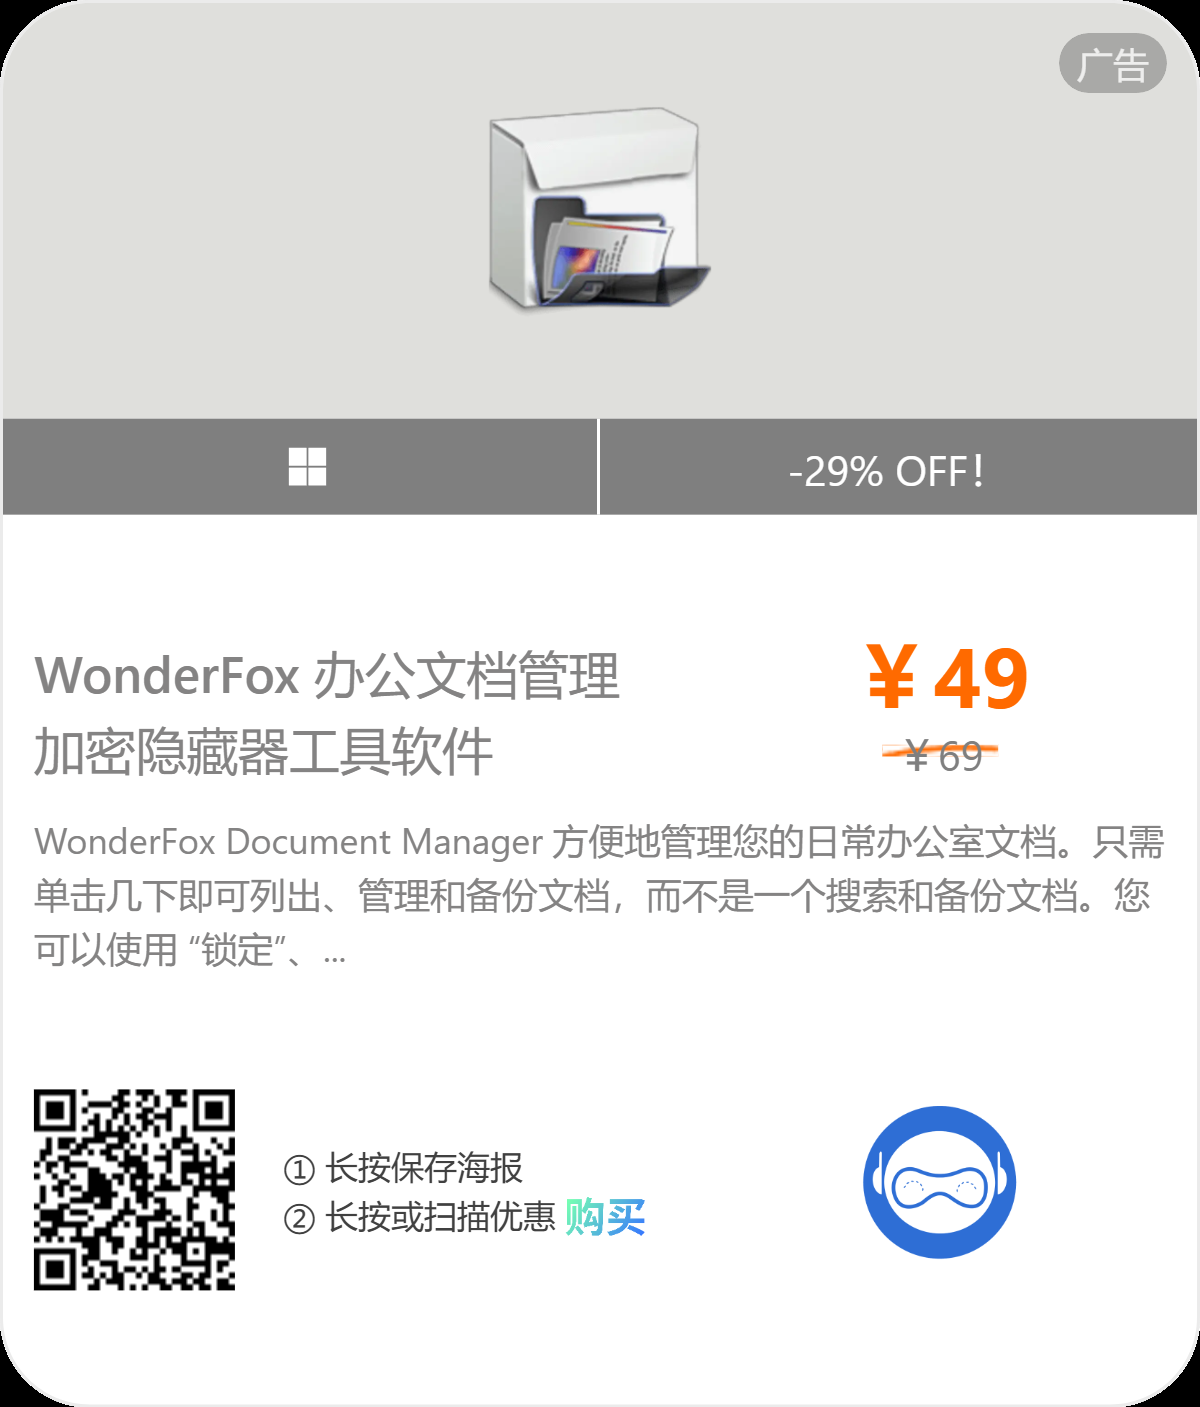 广告
-29% OFF!
WonderFox 办公文档管理
加密隐藏器工具软件
¥ 49
¥ 69
WonderFox Document Manager 方便地管理您的日常办公室文档。只需
单击几下即可列出、管理和备份文档，而不是一个搜索和备份文档。您
可以使用 “锁定”、...
① 长按保存海报
② 长按或扫描优惠 购买